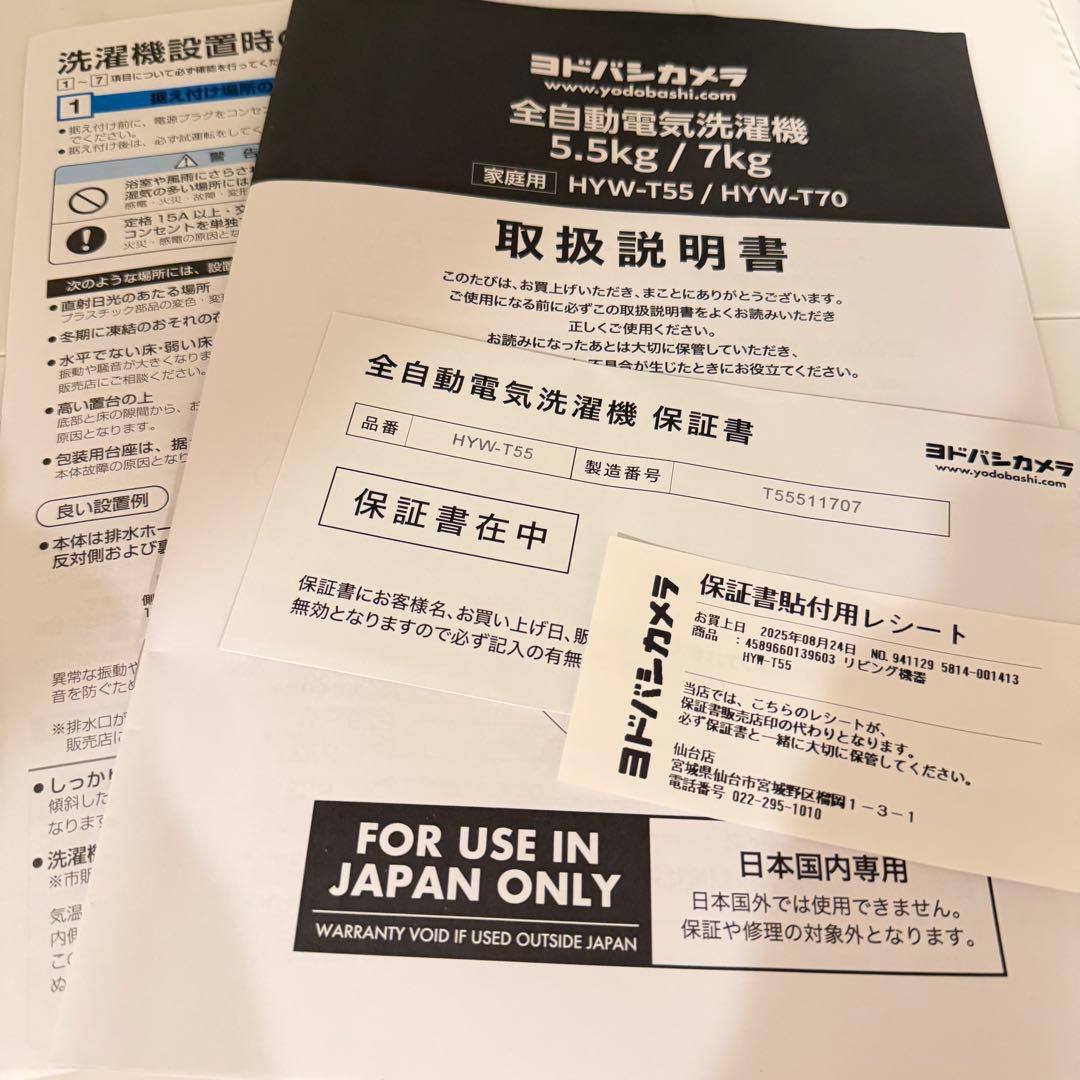 洗濯機設置時の
1～7項目について必ず確認を行ってくだ
1 据え付け場所の
●据え付け前に、電源プラグをコンセン
でください。
●据え付け後は、必ず試運転をしてく
警告
浴室や風雨にさらさ
湿気の多い場所には
感電・火災・故障・変形
定格15A以上・交
コンセントを単独
火災・感電の原因とな
次のような場所には、設置
●直射日光のあたる場所
プラスチック部品の変色・変形
●冬期に凍結のおそれの
●水平でない床・弱い床
振動や騒音が大きくなりま
販売店にご相談ください。
●高い置台の上
底部と床の隙間から、お
原因となります。
●包装用台座は、据
本体故障の原因となり
良い設置例
●本体は排水ホー
反対側および
側
異常な振動や
音を防ぐため
※排水口が
販売店に
●しっかり
傾斜した
なります
●洗濯機
※市販
気温
内側
こ
ぬ
ヨドバシカメラ
www.yodobashi.com
全自動電気洗濯機
5.5kg / 7kg
家庭用 HYW-T55 / HYW-T70
取扱説明書
このたびは、お買上げいただき、まことにありがとうございます。
ご使用になる前に必ずこの取扱説明書をよくお読みいただき
正しくご使用ください。
お読みになったあとは大切に保管していただき、
不具合が生じたときにお役立てください。
全自動電気洗濯機 保証書
品番 HYW-T55 製造番号 T55511707
ヨドバシカメラ
www.yodobashi.com
保証書在中
保証書にお客様名、お買い上げ日、販
無効となりますので必ず記入の有無
ヨドバシカメラ
保証書貼付用レシート
お買上日 2025年08月24日 NO.941129 5814-001413
商品 : 4589660139603 リビング機器
HYW-T55
当店では、こちらのレシートが、
保証書販売店印の代わりとなります。
必ず保証書と一緒に大切に保管してください。
仙台店
宮城県仙台市宮城野区榴岡１－３－１
電話番号 022-295-1010
FOR USE IN
JAPAN ONLY
WARRANTY VOID IF USED OUTSIDE JAPAN
日本国内専用
日本国外では使用できません。
保証や修理の対象外となります。